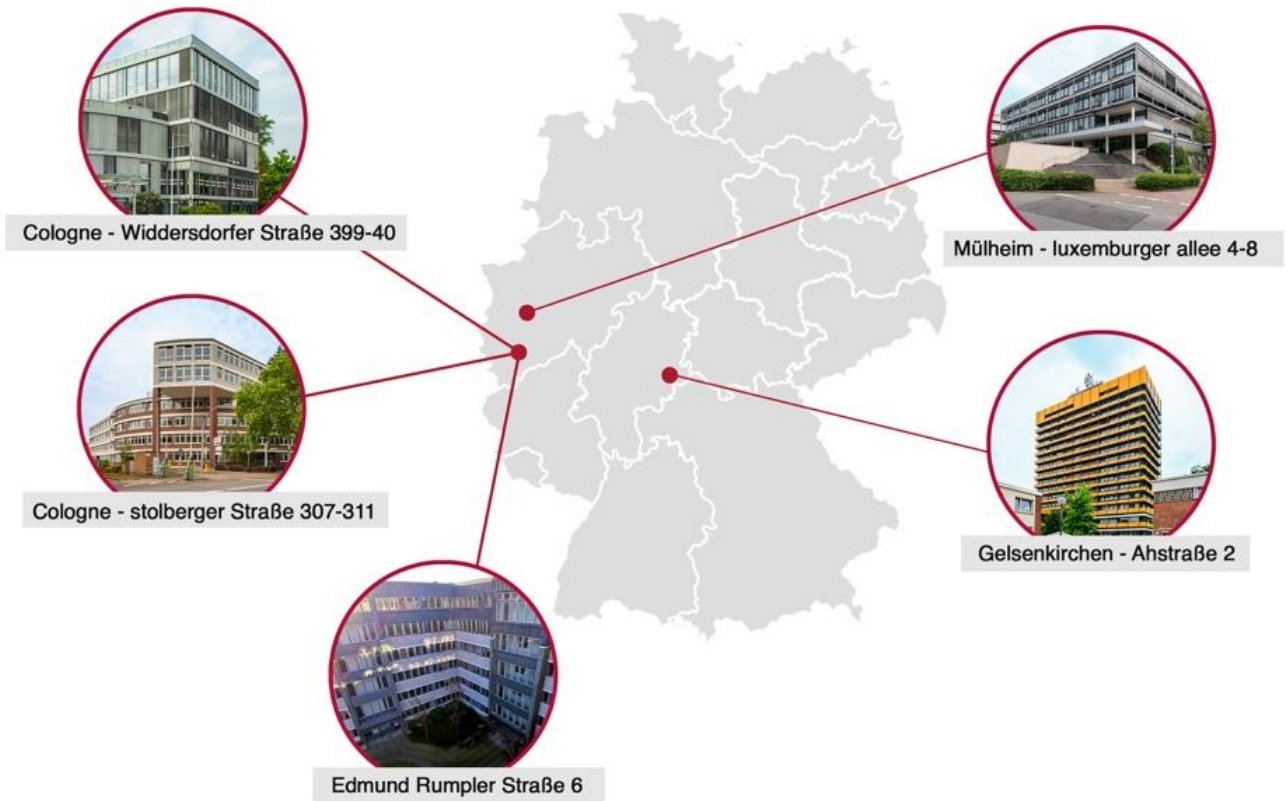 Cologne - Widdersdorfer Straße 399-40
Mülheim - luxemburger allee 4-8
Cologne - stolberger Straße 307-311
Gelsenkirchen - Ahstraße 2
Edmund Rumpler Straße 6